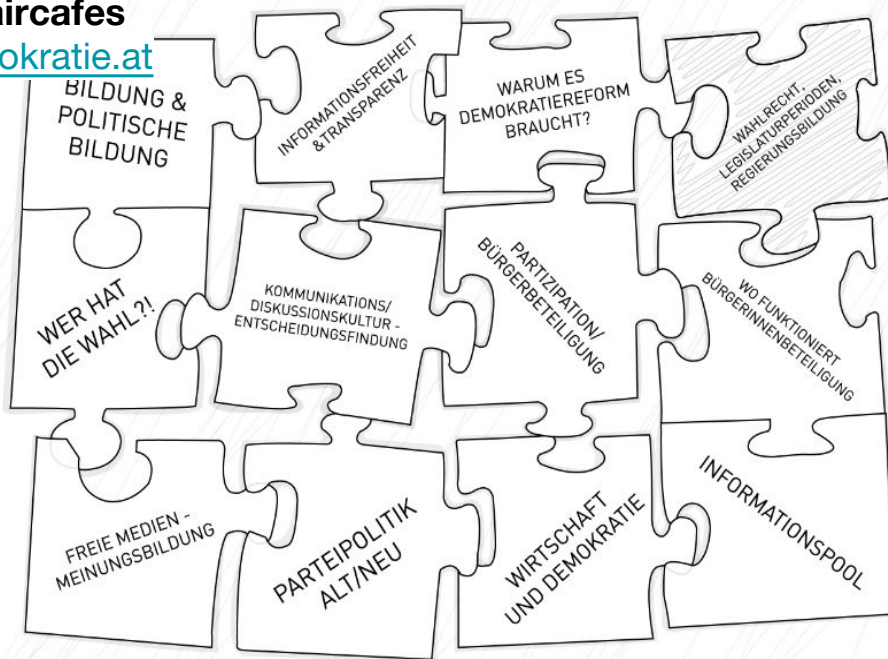 aircafes
okratie.at
BILDUNG &
POLITISCHE
BILDUNG
INFORMATIONSFREIHEIT
&TRANSPARENZ
WARUM ES
DEMOKRATIEREFORM
BRAUCHT?
WAHLRECHT,
LEGISLATURPERIODEN,
REGIERUNGSBILDUNG
WER HAT
DIE WAHL?!
KOMMUNIKATIONS/
DISKUSSIONSKULTUR -
ENTSCHEIDUNGSFINDUNG
PARTIZIPATION/
BÜRGERBETEILIGUNG
WO FUNKTIONIERT
BÜRGERINNENBETEILIGUNG
FREIE MEDIEN -
MEINUNGSBILDUNG
PARTEIPOLITIK
ALT/NEU
WIRTSCHAFT
UND DEMOKRATIE
INFORMATIONSPOOL